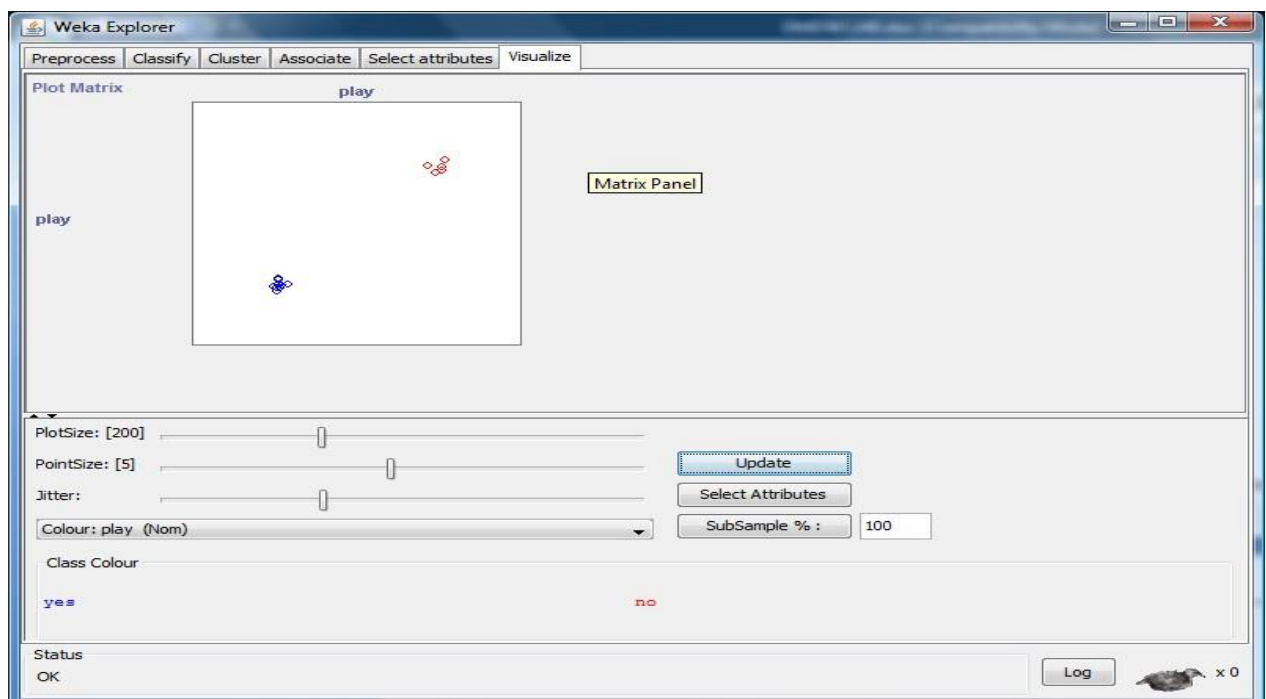 Weka Explorer
Preprocess Classify Cluster Associate Select attributes Visualize
Plot Matrix
play
play
Matrix Panel
PlotSize: [200]
PointSize: [5]
Update
Jitter:
Select Attributes
Colour: play (Nom)
SubSample % : 100
Class Colour
yes no
Status
OK
Log
x 0